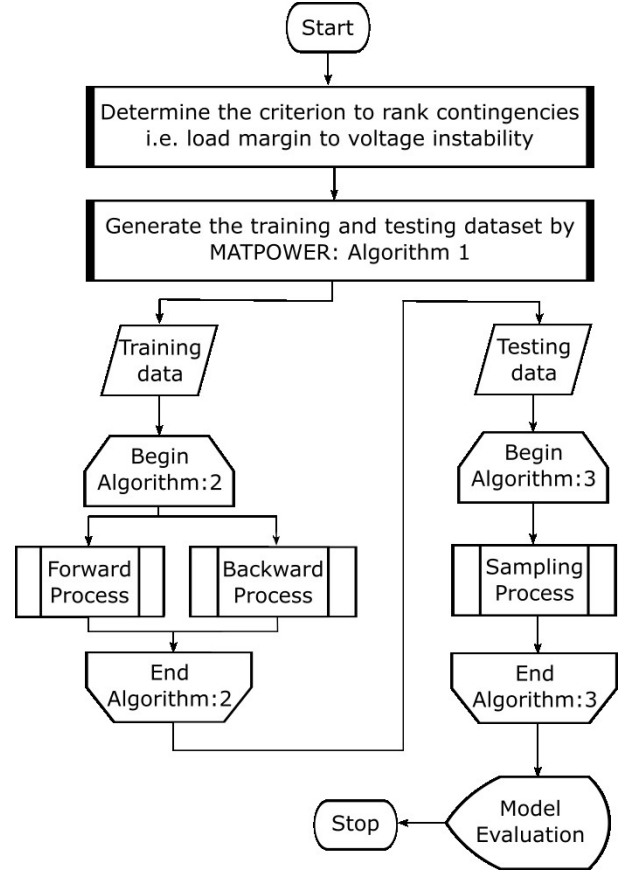 Start
Determine the criterion to rank contingencies
i.e. load margin to voltage instability
Generate the training and testing dataset by
MATPOWER: Algorithm 1
Training
data
Begin
Algorithm:2
Forward
Process
Backward
Process
End
Algorithm:2
Testing
data
Begin
Algorithm:3
Sampling
Process
End
Algorithm:3
Model
Evaluation
Stop